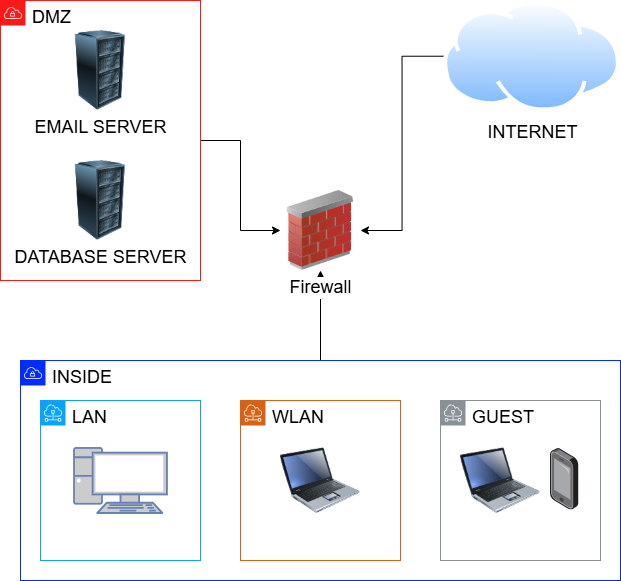 DMZ
EMAIL SERVER
DATABASE SERVER
INTERNET
Firewall
INSIDE
LAN
WLAN
GUEST